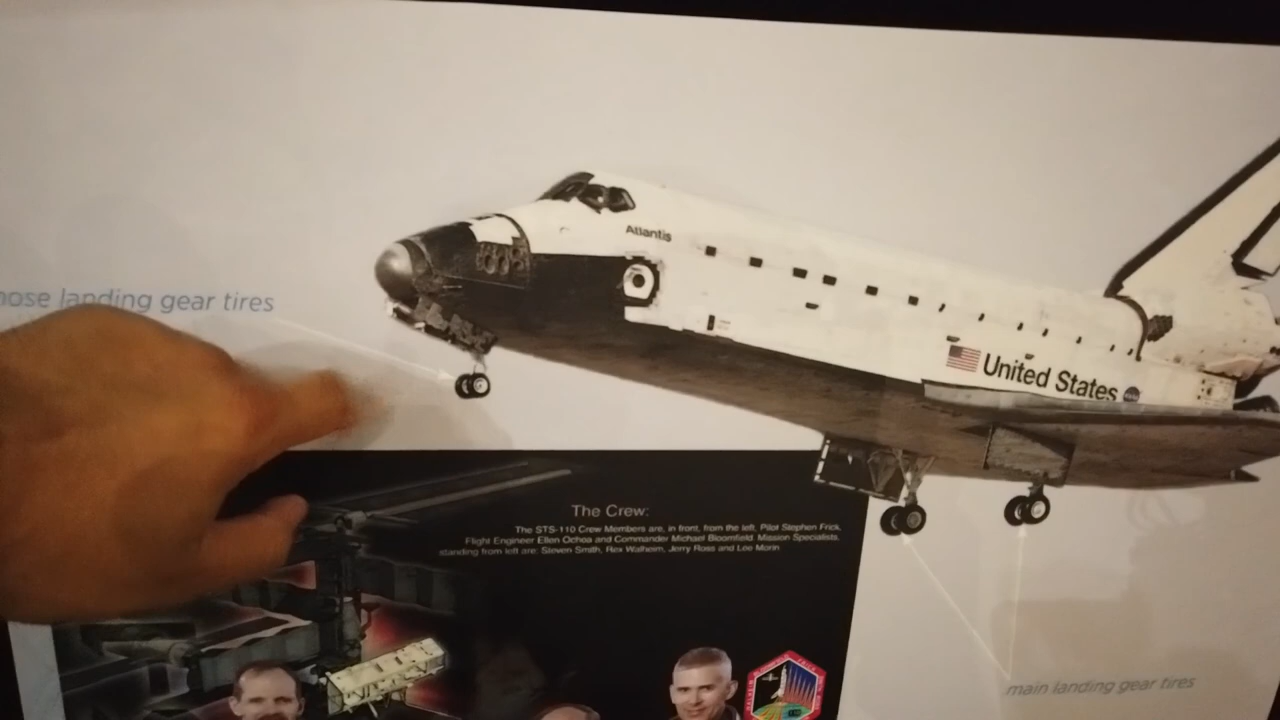 Atlantis
nose landing gear tires
United States
The Crew:
The STS-110 Crew Members are, in front, from the left, Pilot Stephen Frick,
Flight Engineer Ellen Ochoa and Commander Michael Bloomfield. Mission Specialists,
standing from left are: Steven Smith, Rex Walheim, Jerry Ross and Lee Morin
main landing gear tires